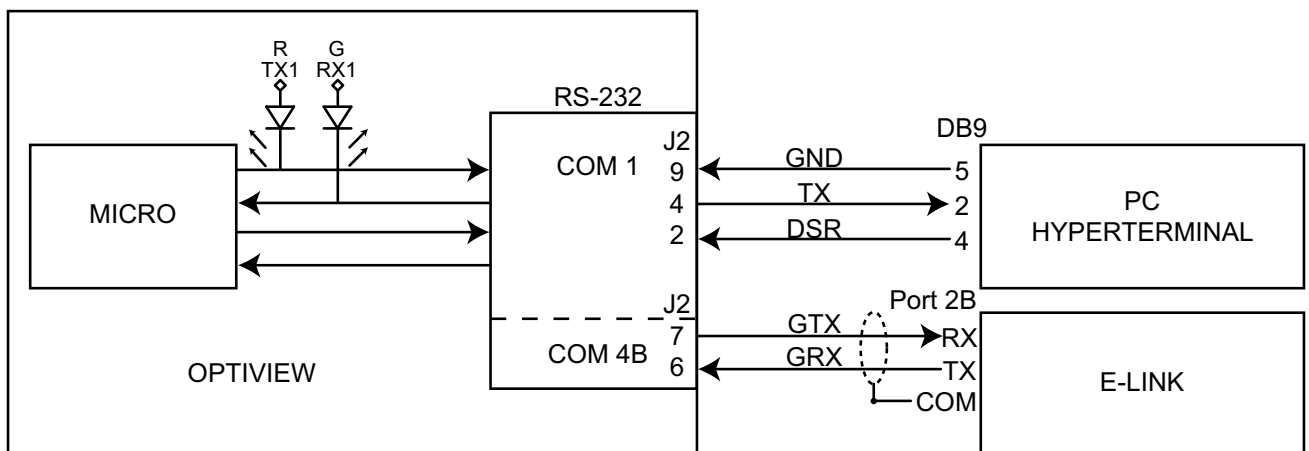 R
TX1
G
RX1
RS-232
J2
COM 1
9
4
2
MICRO
DB9
GND
5
TX
2
DSR
4
PC
HYPERTERMINAL
J2
7
COM 4B
6
Port 2B
GTX
RX
GRX
TX
COM
E-LINK
OPTIVIEW